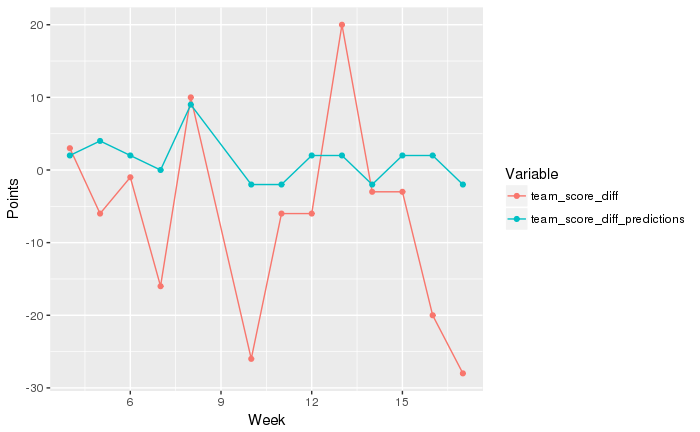 20
10
0
-10
-20
-30
Points
6
9
12
15
Week
Variable
team_score_diff
team_score_diff_predictions